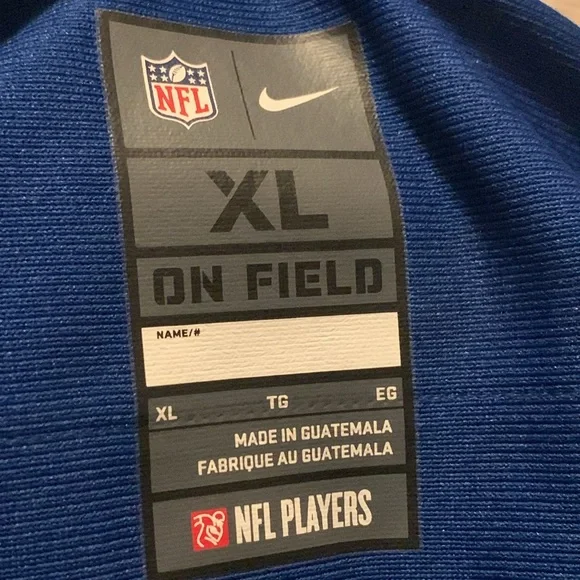 NFL
XL
ON FIELD
NAME/#
XL TG EG
MADE IN GUATEMALA
FABRIQUE AU GUATEMALA
NFL PLAYERS